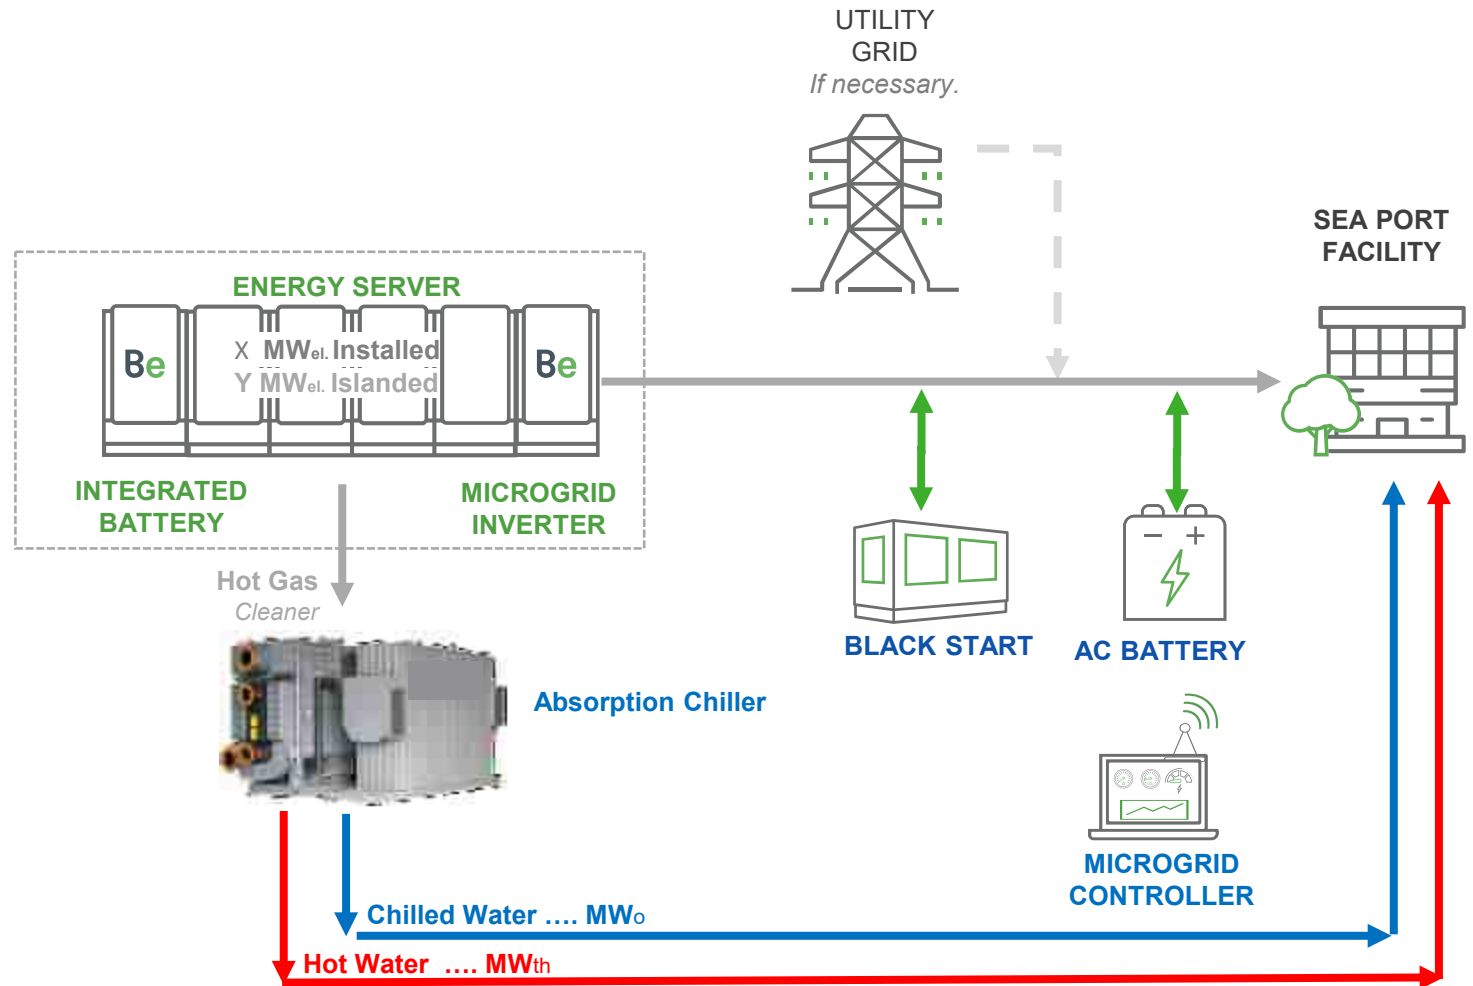 UTILITY
GRID
If necessary.
SEA PORT
FACILITY
ENERGY SERVER
Be
X MWel. Installed
Y MWel. Islanded
Be
INTEGRATED
BATTERY
MICROGRID
INVERTER
Hot Gas
Cleaner
BLACK START
AC BATTERY
Absorption Chiller
MICROGRID
CONTROLLER
Chilled Water …. MWo
Hot Water …. MWth